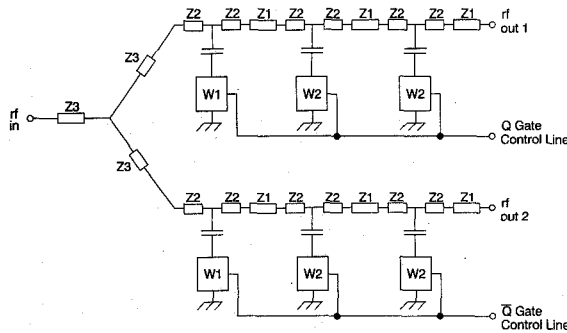 Z2 Z2 Z1 Z2 Z2 Z1 Z2 Z2 Z1
rf
out 1
Z3
W1 W2 W2
Z3
rf
in
Q Gate
Control Line
Z3
Z2 Z2 Z1 Z2 Z2 Z1 Z2 Z2 Z1
rf
out 2
W1 W2 W2
Q̅ Gate
Control Line